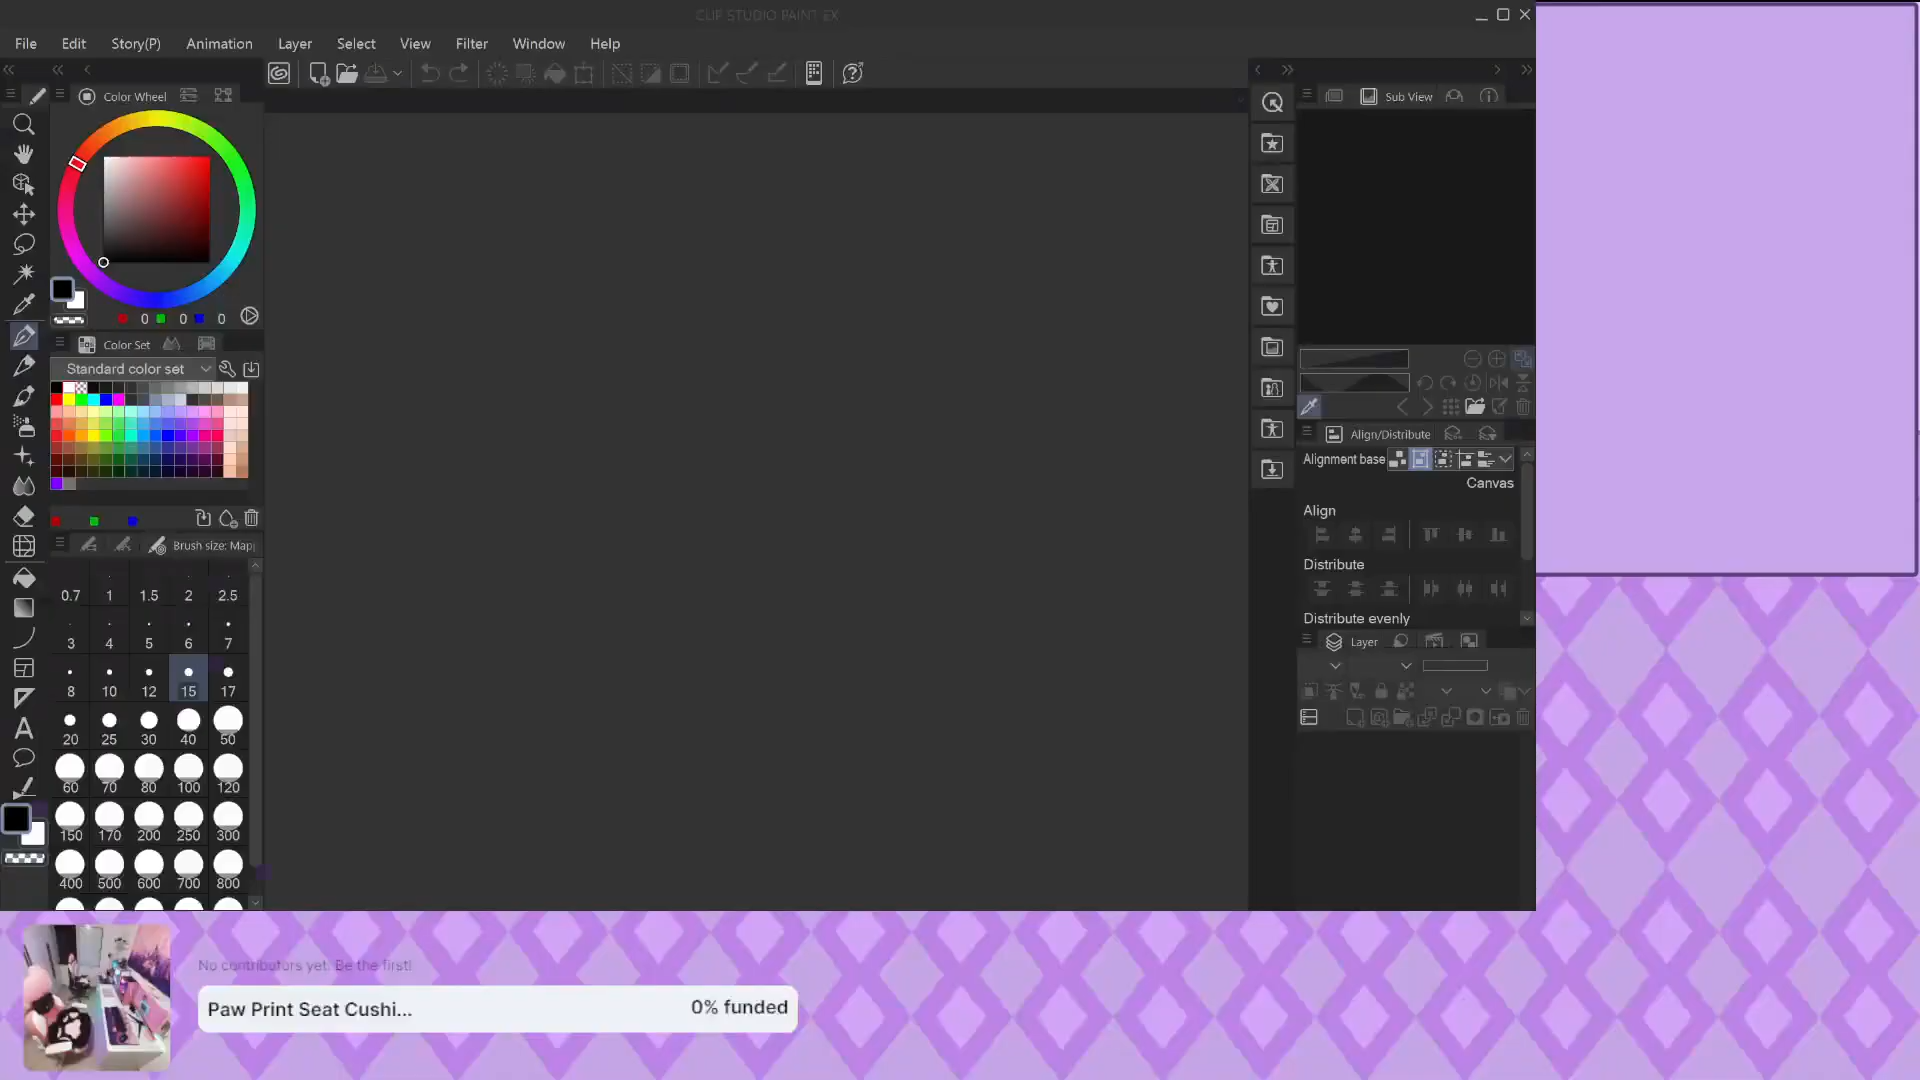 CLIP STUDIO PAINT EX
File Edit Story(P) Animation Layer Select View Filter Window Help
Color Wheel
Sub View
0 0 0
Color Set
Standard color set
Align/Distribute
Alignment base
Canvas
Align
Distribute
Distribute evenly
Layer
Brush size: Map
0.7 1 1.5 2 2.5
3 4 5 6 7
8 10 12 15 17
20 25 30 40 50
60 70 80 100 120
150 170 200 250 300
400 500 600 700 800
No contributors yet. Be the first!
Paw Print Seat Cushi... 0% funded